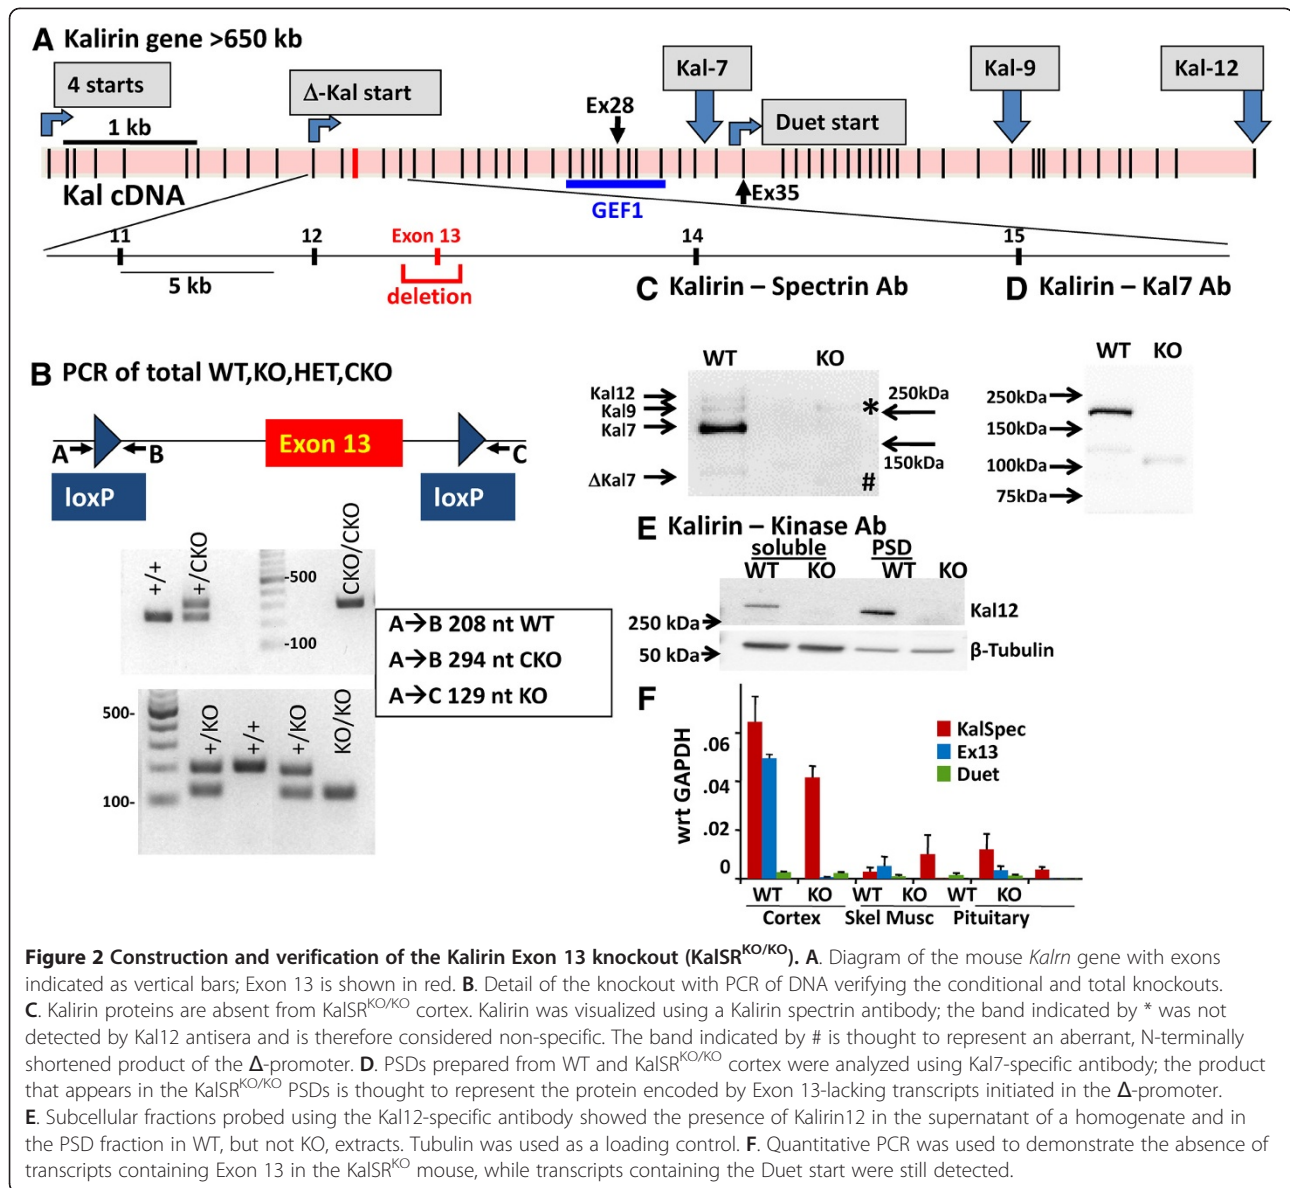 A Kalirin gene >650 kb
4 starts
Δ-Kal start
Kal-7
Kal-9
Kal-12
1 kb
Ex28
Duet start
Kal cDNA
GEF1
Ex35
11
12
Exon 13
14
15
5 kb
deletion
C Kalirin – Spectrin Ab
D Kalirin – Kal7 Ab
B PCR of total WT,KO,HET,CKO
A
B
Exon 13
C
loxP
loxP
+/+
+/CKO
-500
-100
CKO/CKO
A→B 208 nt WT
A→B 294 nt CKO
A→C 129 nt KO
500-
100-
+/KO
+/+
+/KO
KO/KO
WT
KO
Kal12
Kal9
Kal7
ΔKal7
*
#
250kDa
150kDa
WT
KO
250kDa
150kDa
100kDa
75kDa
E Kalirin – Kinase Ab
soluble
PSD
WT
KO
WT
KO
250 kDa
Kal12
50 kDa
β-Tubulin
F
wrt GAPDH
.06
.04
.02
0
KalSpec
Ex13
Duet
WT
KO
WT
KO
WT
KO
Cortex
Skel Musc
Pituitary
Figure 2 Construction and verification of the Kalirin Exon 13 knockout (KalSR^KO/KO). A. Diagram of the mouse Kalrn gene with exons
indicated as vertical bars; Exon 13 is shown in red. B. Detail of the knockout with PCR of DNA verifying the conditional and total knockouts.
C. Kalirin proteins are absent from KalSR^KO/KO cortex. Kalirin was visualized using a Kalirin spectrin antibody; the band indicated by * was not
detected by Kal12 antisera and is therefore considered non-specific. The band indicated by # is thought to represent an aberrant, N-terminally
shortened product of the Δ-promoter. D. PSDs prepared from WT and KalSR^KO/KO cortex were analyzed using Kal7-specific antibody; the product
that appears in the KalSR^KO/KO PSDs is thought to represent the protein encoded by Exon 13-lacking transcripts initiated in the Δ-promoter.
E. Subcellular fractions probed using the Kal12-specific antibody showed the presence of Kalirin12 in the supernatant of a homogenate and in
the PSD fraction in WT, but not KO, extracts. Tubulin was used as a loading control. F. Quantitative PCR was used to demonstrate the absence of
transcripts containing Exon 13 in the KalSR^KO mouse, while transcripts containing the Duet start were still detected.